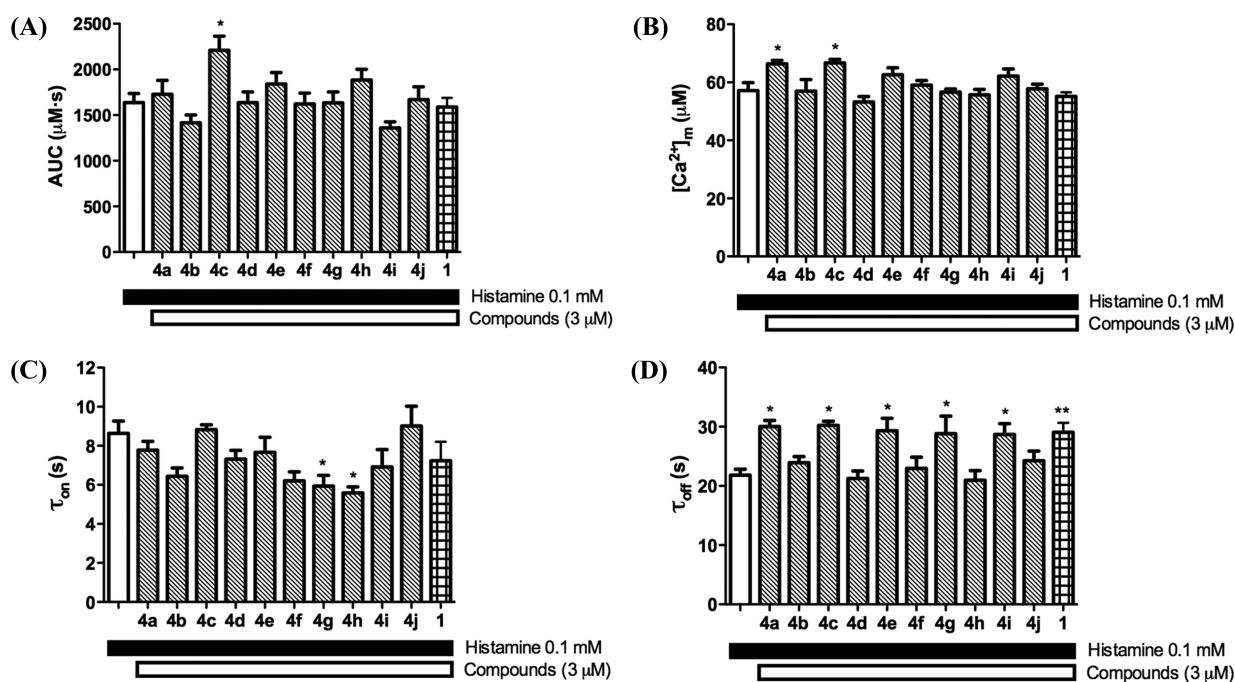 (A)
AUC (μM·s)
2500
2000
1500
1000
500
0
*
4a 4b 4c 4d 4e 4f 4g 4h 4i 4j 1
Histamine 0.1 mM
Compounds (3 μM)
(B)
[Ca²⁺]ₘ (μM)
80
60
40
20
0
* *
4a 4b 4c 4d 4e 4f 4g 4h 4i 4j 1
Histamine 0.1 mM
Compounds (3 μM)
(C)
τon (s)
12
10
8
6
4
2
0
* *
4a 4b 4c 4d 4e 4f 4g 4h 4i 4j 1
Histamine 0.1 mM
Compounds (3 μM)
(D)
τoff (s)
40
30
20
10
0
* * * * * **
4a 4b 4c 4d 4e 4f 4g 4h 4i 4j 1
Histamine 0.1 mM
Compounds (3 μM)